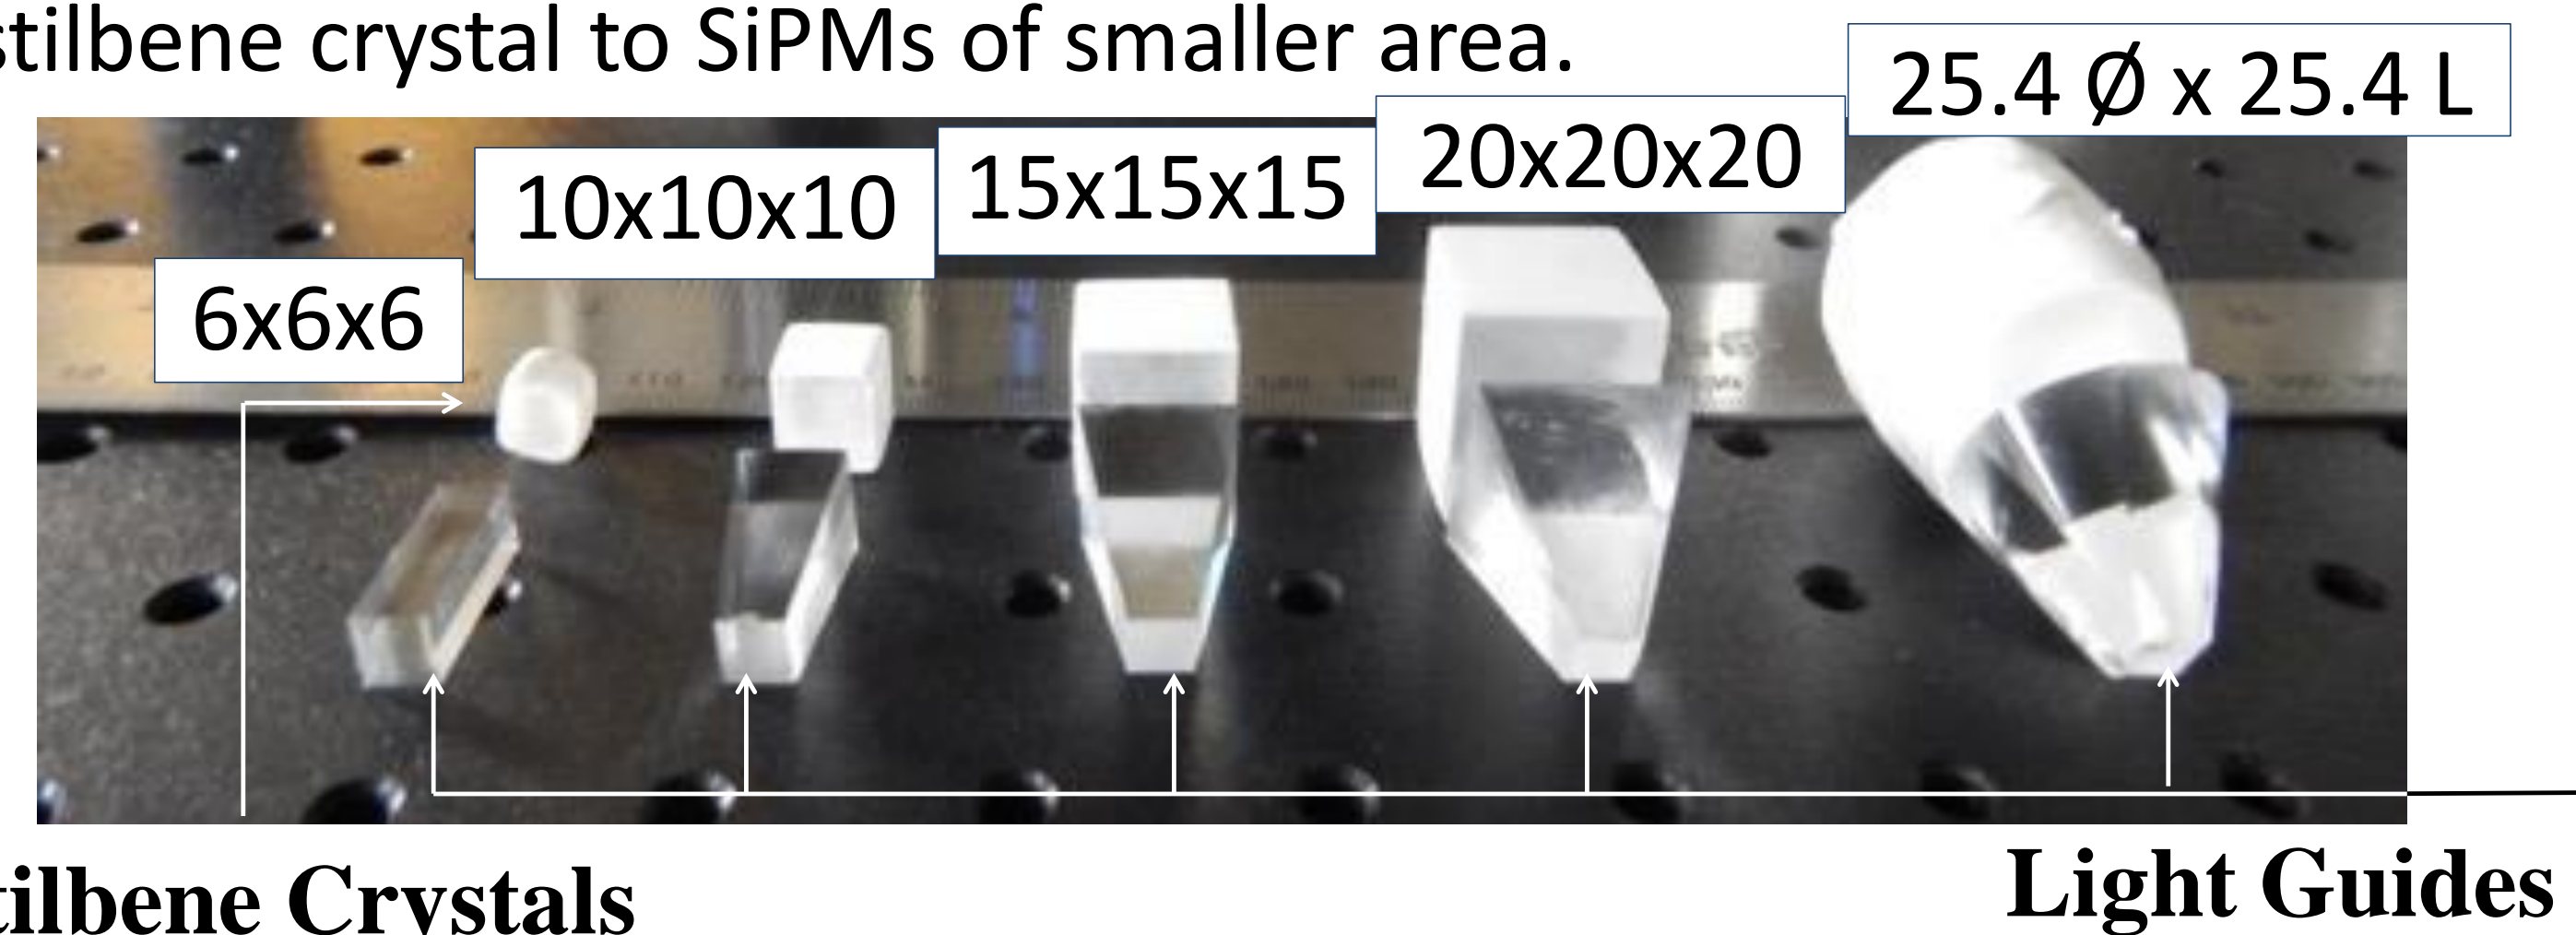 stilbene crystal to SiPMs of smaller area.
25.4 Ø x 25.4 L
20x20x20
15x15x15
10x10x10
6x6x6
tilbene Crystals
Light Guides